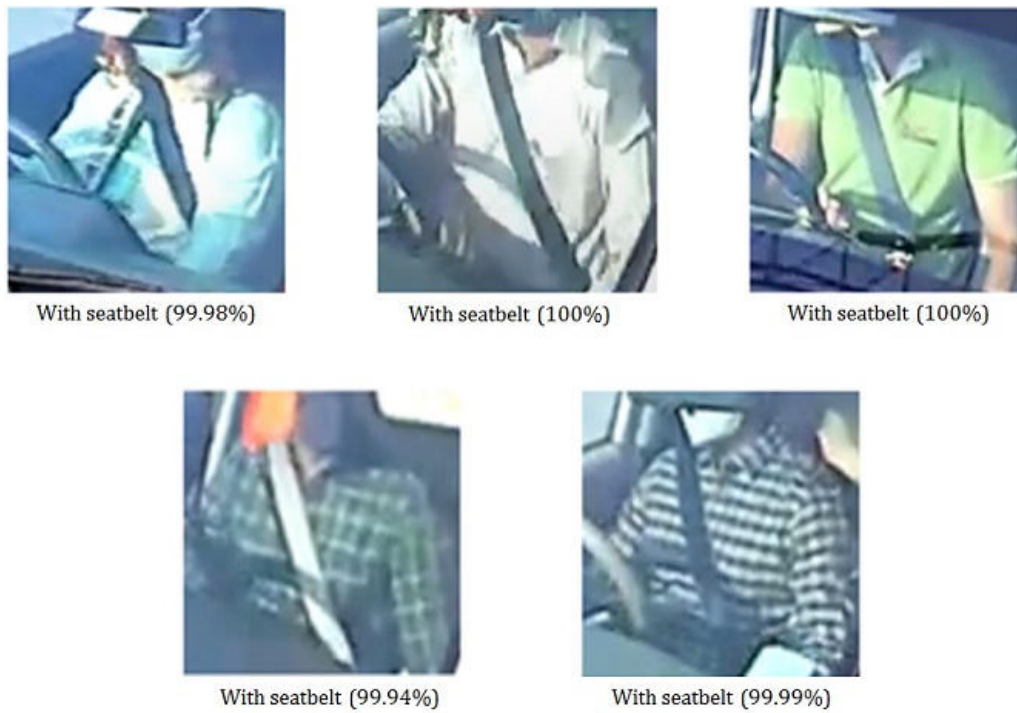 With seatbelt (99.98%)
With seatbelt (100%)
With seatbelt (100%)
With seatbelt (99.94%)
With seatbelt (99.99%)